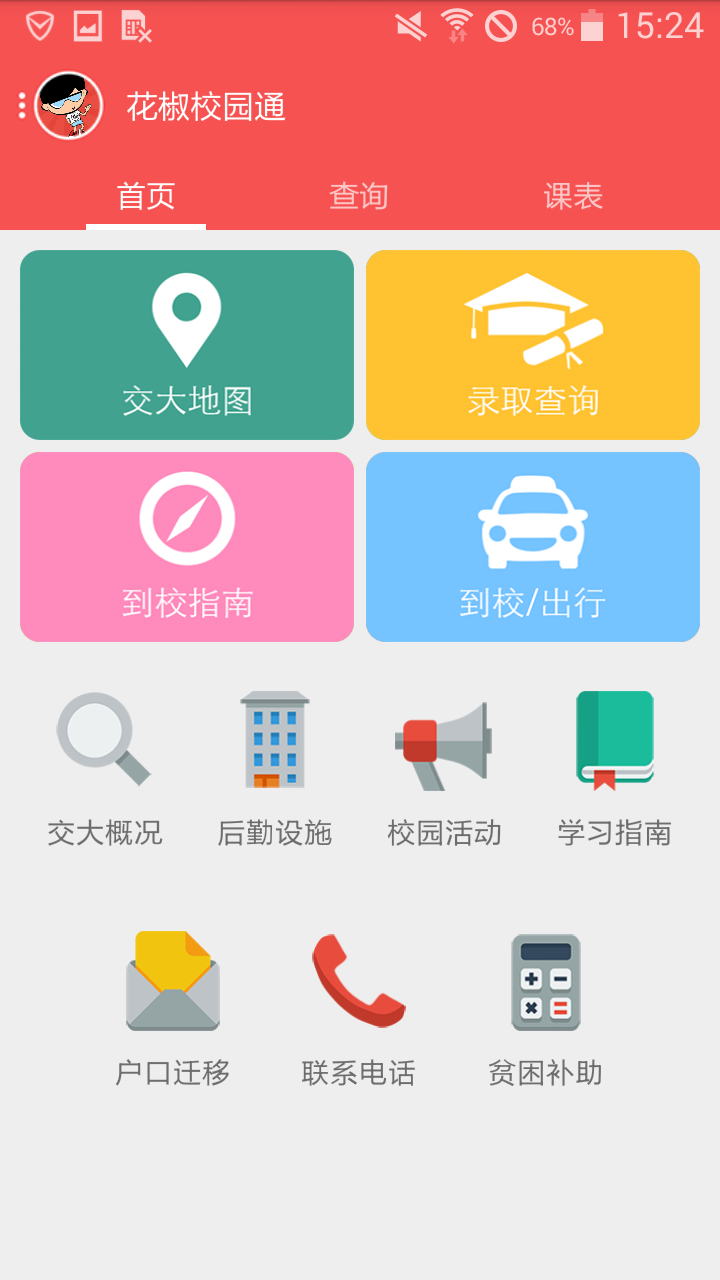 68% 15:24
花椒校园通
首页 查询 课表
交大地图 录取查询
到校指南 到校/出行
交大概况 后勤设施 校园活动 学习指南
户口迁移 联系电话 贫困补助